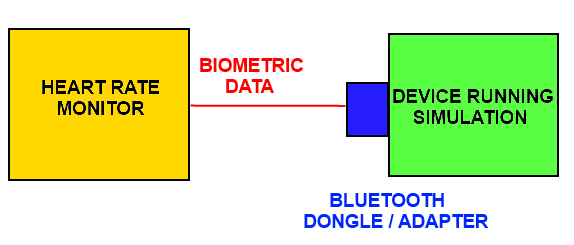 HEART RATE
MONITOR
BIOMETRIC
DATA
DEVICE RUNNING
SIMULATION
BLUETOOTH
DONGLE / ADAPTER